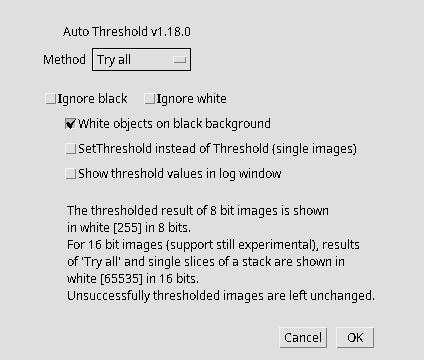 Auto Threshold v1.18.0
Method Try all
Ignore black Ignore white
White objects on black background
SetThreshold instead of Threshold (single images)
Show threshold values in log window
The thresholded result of 8 bit images is shown
in white [255] in 8 bits.
For 16 bit images (support still experimental), results
of 'Try all' and single slices of a stack are shown in
white [65535] in 16 bits.
Unsuccessfully thresholded images are left unchanged.
Cancel OK